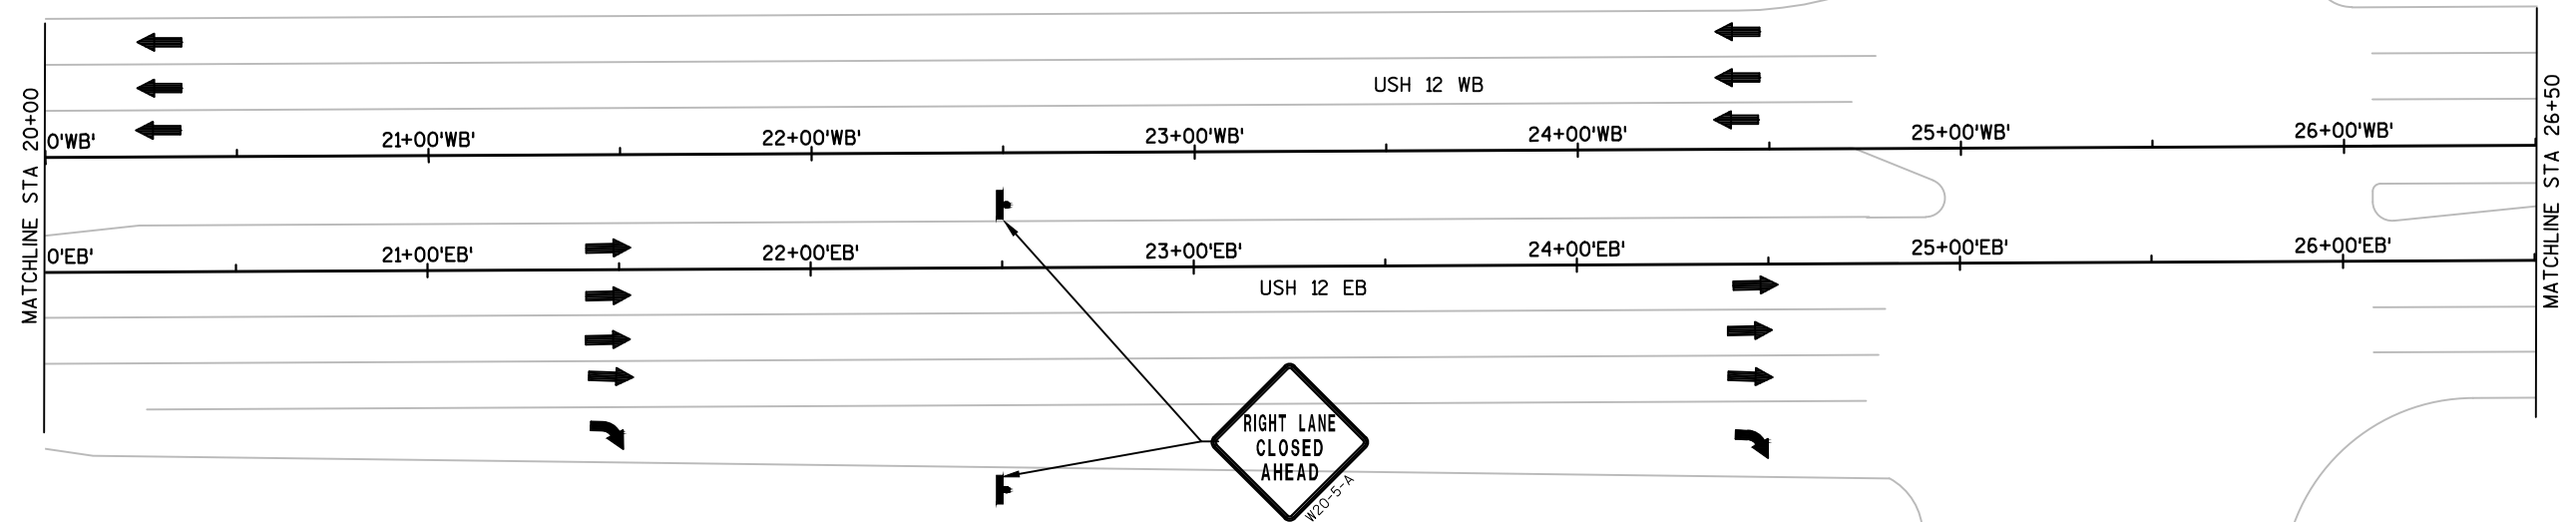 MATCHLINE STA 20+00
USH 12 WB
0'WB'
21+00'WB'
22+00'WB'
23+00'WB'
24+00'WB'
25+00'WB'
26+00'WB'
0'EB'
21+00'EB'
22+00'EB'
23+00'EB'
24+00'EB'
25+00'EB'
26+00'EB'
USH 12 EB
RIGHT LANE
CLOSED
AHEAD
W20-5-A
MATCHLINE STA 26+50